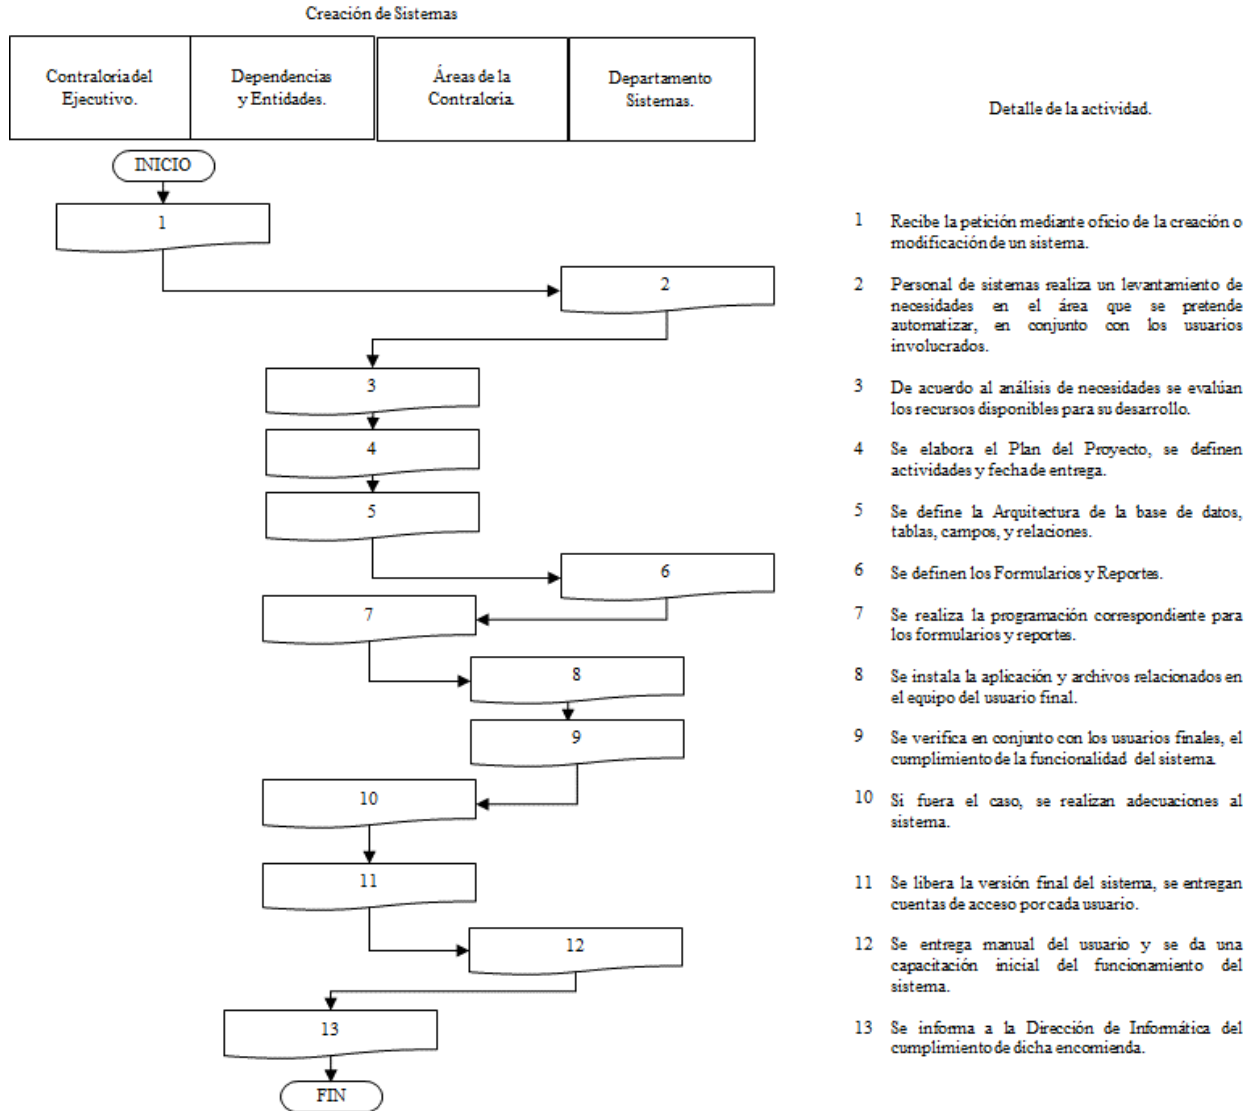 Creación de Sistemas
Contraloria del
Ejecutivo.
Dependencias
y Entidades.
Áreas de la
Contraloria.
Departamento
Sistemas.
Detalle de la actividad.
INICIO
1
2
3
4
5
6
7
8
9
10
11
12
13
FIN
1 Recibe la petición mediante oficio de la creación o
modificación de un sistema.
2 Personal de sistemas realiza un levantamiento de
necesidades en el área que se pretende
automatizar, en conjunto con los usuarios
involucrados.
3 De acuerdo al análisis de necesidades se evalúan
los recursos disponibles para su desarrollo.
4 Se elabora el Plan del Proyecto, se definen
actividades y fecha de entrega.
5 Se define la Arquitectura de la base de datos,
tablas, campos, y relaciones.
6 Se definen los Formularios y Reportes.
7 Se realiza la programación correspondiente para
los formularios y reportes.
8 Se instala la aplicación y archivos relacionados en
el equipo del usuario final.
9 Se verifica en conjunto con los usuarios finales, el
cumplimiento de la funcionalidad del sistema.
10 Si fuera el caso, se realizan adecuaciones al
sistema.
11 Se libera la versión final del sistema, se entregan
cuentas de acceso por cada usuario.
12 Se entrega manual del usuario y se da una
capacitación inicial del funcionamiento del
sistema.
13 Se informa a la Dirección de Informática del
cumplimiento de dicha encomienda.